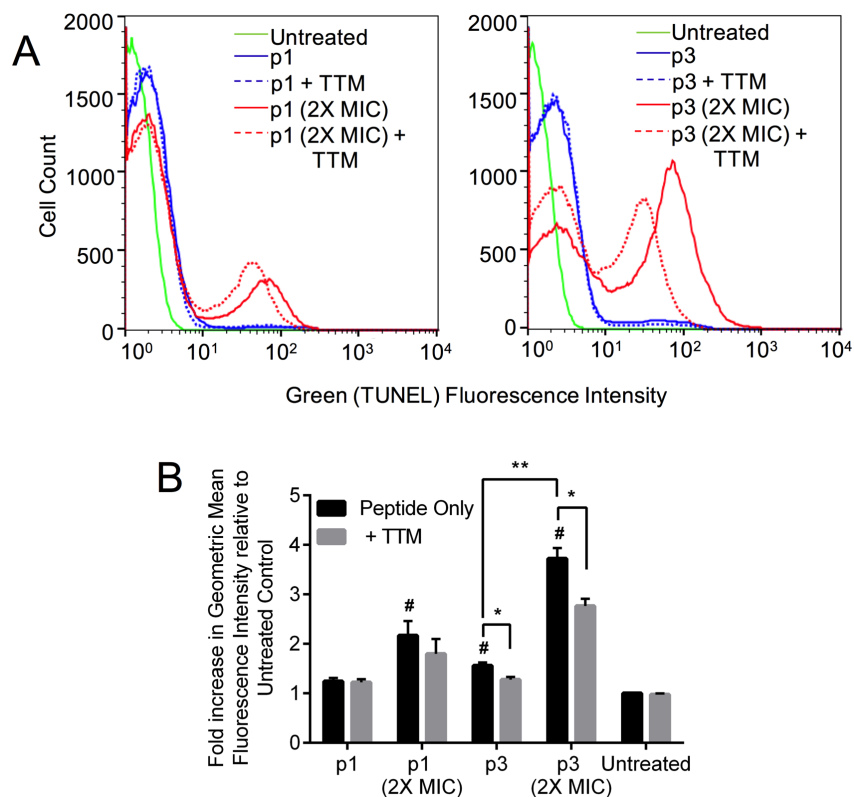 A
2000
1500
1000
500
0
Cell Count
Untreated
p1
p1 + TTM
p1 (2X MIC)
p1 (2X MIC) +
TTM
10⁰ 10¹ 10² 10³ 10⁴
2000
1500
1000
500
0
Untreated
p3
p3 + TTM
p3 (2X MIC)
p3 (2X MIC) +
TTM
10⁰ 10¹ 10² 10³ 10⁴
Green (TUNEL) Fluorescence Intensity
B
Fold increase in Geometric Mean
Fluorescence Intensity relative to
Untreated Control
5
4
3
2
1
0
Peptide Only
+ TTM
#
#
*
**
#
*
p1
p1
(2X MIC)
p3
p3
(2X MIC)
Untreated